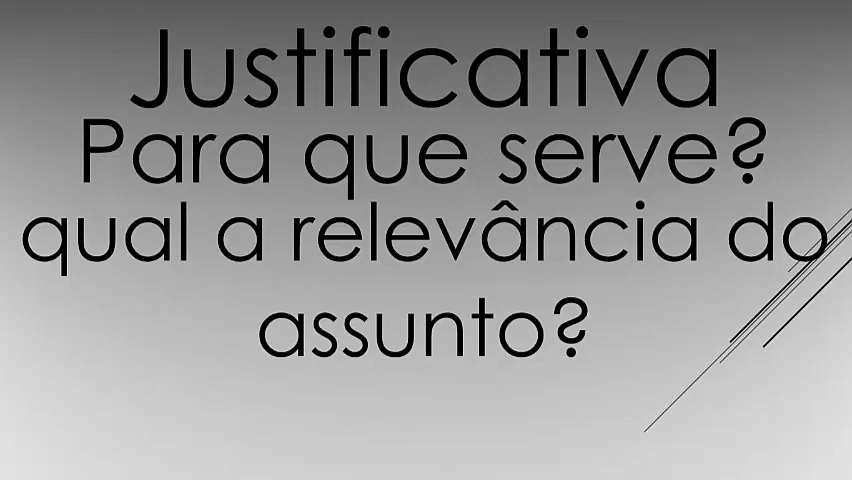 Justificativa
Para que serve?
qual a relevância do
assunto?